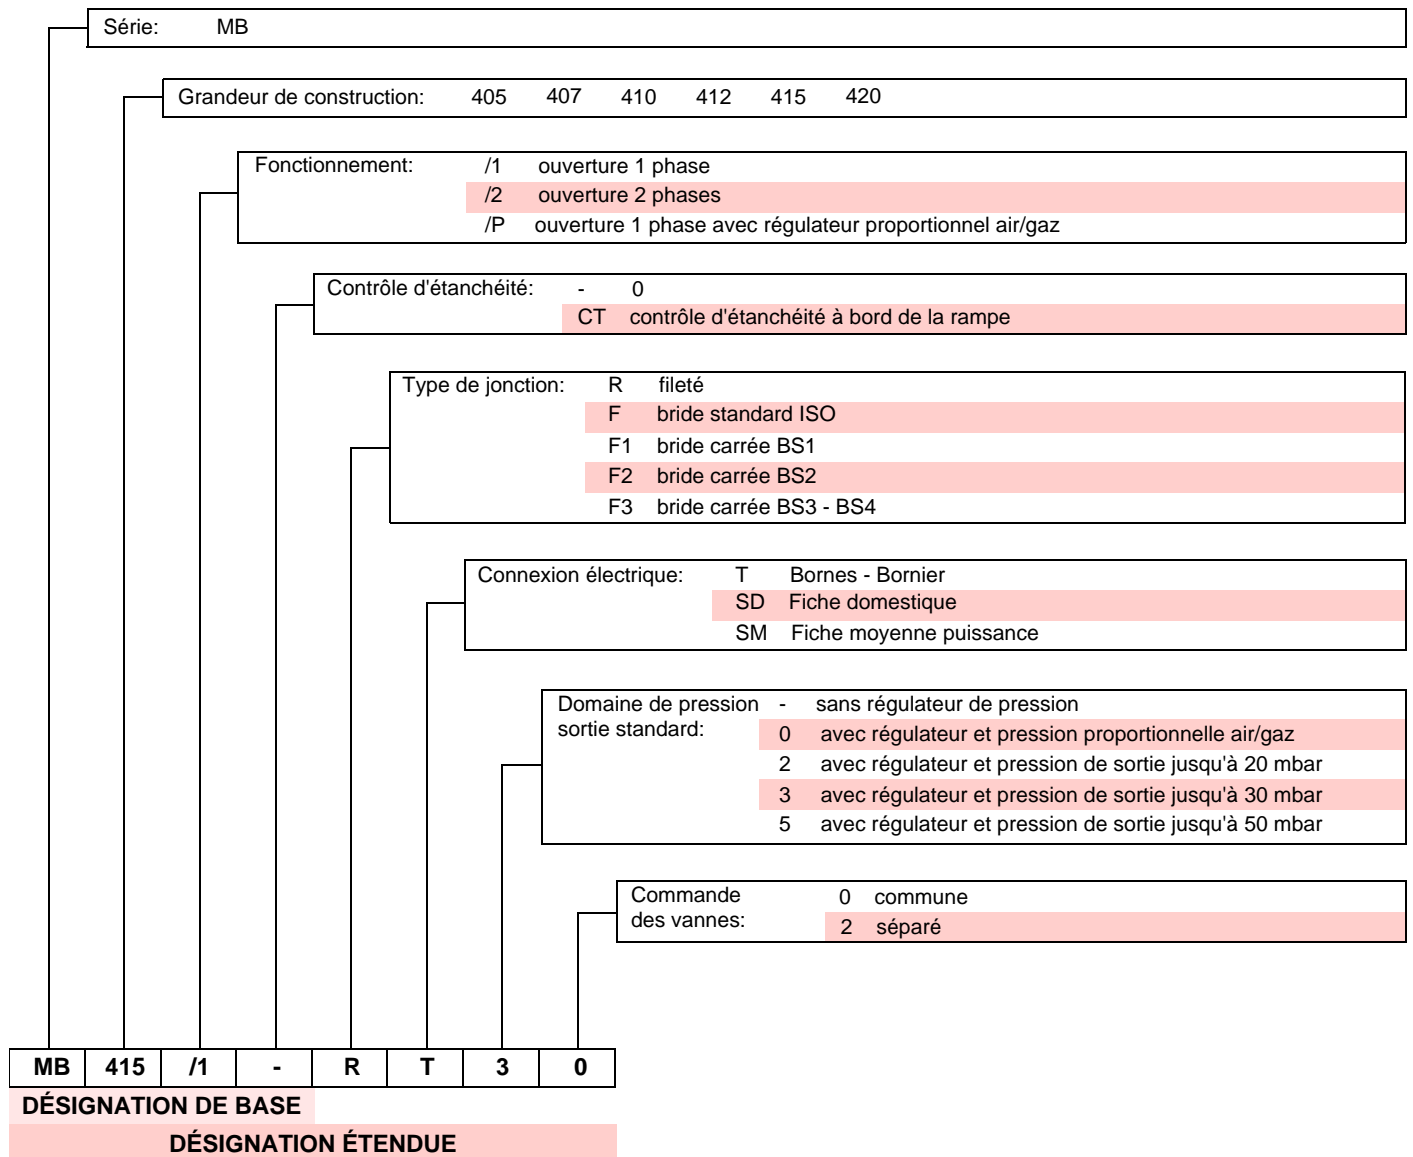 Série: MB
Grandeur de construction: 405 407 410 412 415 420
Fonctionnement: /1 ouverture 1 phase
/2 ouverture 2 phases
/P ouverture 1 phase avec régulateur proportionnel air/gaz
Contrôle d'étanchéité: - 0
CT contrôle d'étanchéité à bord de la rampe
Type de jonction: R fileté
F bride standard ISO
F1 bride carrée BS1
F2 bride carrée BS2
F3 bride carrée BS3 - BS4
Connexion électrique: T Bornes - Bornier
SD Fiche domestique
SM Fiche moyenne puissance
Domaine de pression - sans régulateur de pression
sortie standard: 0 avec régulateur et pression proportionnelle air/gaz
2 avec régulateur et pression de sortie jusqu'à 20 mbar
3 avec régulateur et pression de sortie jusqu'à 30 mbar
5 avec régulateur et pression de sortie jusqu'à 50 mbar
Commande 0 commune
des vannes: 2 séparé
MB 415 /1 - R T 3 0
DÉSIGNATION DE BASE
DÉSIGNATION ÉTENDUE